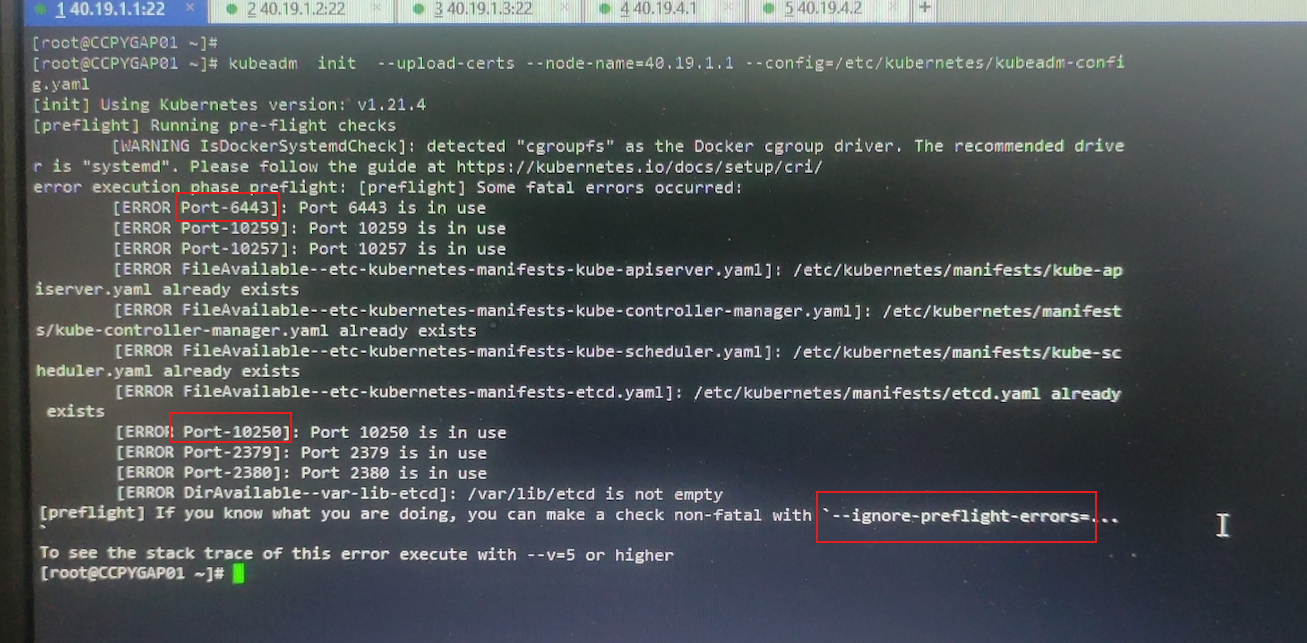 1 40.19.1.1:22 × 2 40.19.1.2:22 × 3 40.19.1.3:22 × 4 40.19.4.1 × 5 40.19.4.2 × +
[root@CCPYGAP01 ~]#
[root@CCPYGAP01 ~]# kubeadm  init  --upload-certs --node-name=40.19.1.1 --config=/etc/kubernetes/kubeadm-confi
g.yaml
[init] Using Kubernetes version: v1.21.4
[preflight] Running pre-flight checks
[WARNING IsDockerSystemdCheck]: detected "cgroupfs" as the Docker cgroup driver. The recommended drive
r is "systemd". Please follow the guide at https://kubernetes.io/docs/setup/cri/
error execution phase preflight: [preflight] Some fatal errors occurred:
[ERROR Port-6443]: Port 6443 is in use
[ERROR Port-10259]: Port 10259 is in use
[ERROR Port-10257]: Port 10257 is in use
[ERROR FileAvailable--etc-kubernetes-manifests-kube-apiserver.yaml]: /etc/kubernetes/manifests/kube-ap
iserver.yaml already exists
[ERROR FileAvailable--etc-kubernetes-manifests-kube-controller-manager.yaml]: /etc/kubernetes/manifest
s/kube-controller-manager.yaml already exists
[ERROR FileAvailable--etc-kubernetes-manifests-kube-scheduler.yaml]: /etc/kubernetes/manifests/kube-sc
heduler.yaml already exists
[ERROR FileAvailable--etc-kubernetes-manifests-etcd.yaml]: /etc/kubernetes/manifests/etcd.yaml already
exists
[ERROR Port-10250]: Port 10250 is in use
[ERROR Port-2379]: Port 2379 is in use
[ERROR Port-2380]: Port 2380 is in use
[ERROR DirAvailable--var-lib-etcd]: /var/lib/etcd is not empty
[preflight] If you know what you are doing, you can make a check non-fatal with `--ignore-preflight-errors=...
`
To see the stack trace of this error execute with --v=5 or higher
[root@CCPYGAP01 ~]#